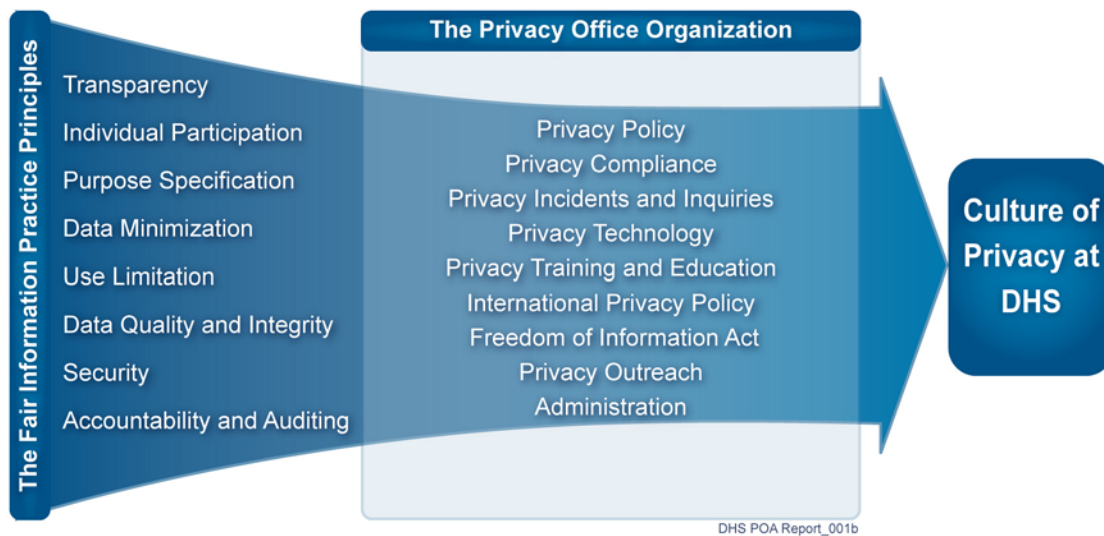 The Fair Information Practice Principles
Transparency
Individual Participation
Purpose Specification
Data Minimization
Use Limitation
Data Quality and Integrity
Security
Accountability and Auditing
The Privacy Office Organization
Privacy Policy
Privacy Compliance
Privacy Incidents and Inquiries
Privacy Technology
Privacy Training and Education
International Privacy Policy
Freedom of Information Act
Privacy Outreach
Administration
Culture of
Privacy at
DHS
DHS POA Report_001b